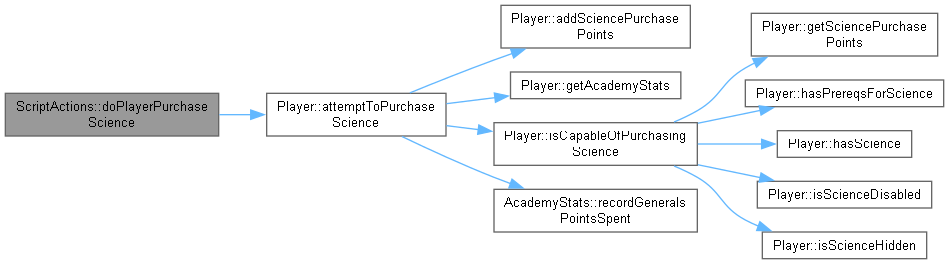 ScriptActions::doPlayerPurchase
Science
Player::attemptToPurchase
Science
Player::addSciencePurchase
Points
Player::getAcademyStats
Player::isCapableOfPurchasing
Science
AcademyStats::recordGenerals
PointsSpent
Player::getSciencePurchase
Points
Player::hasPrereqsForScience
Player::hasScience
Player::isScienceDisabled
Player::isScienceHidden